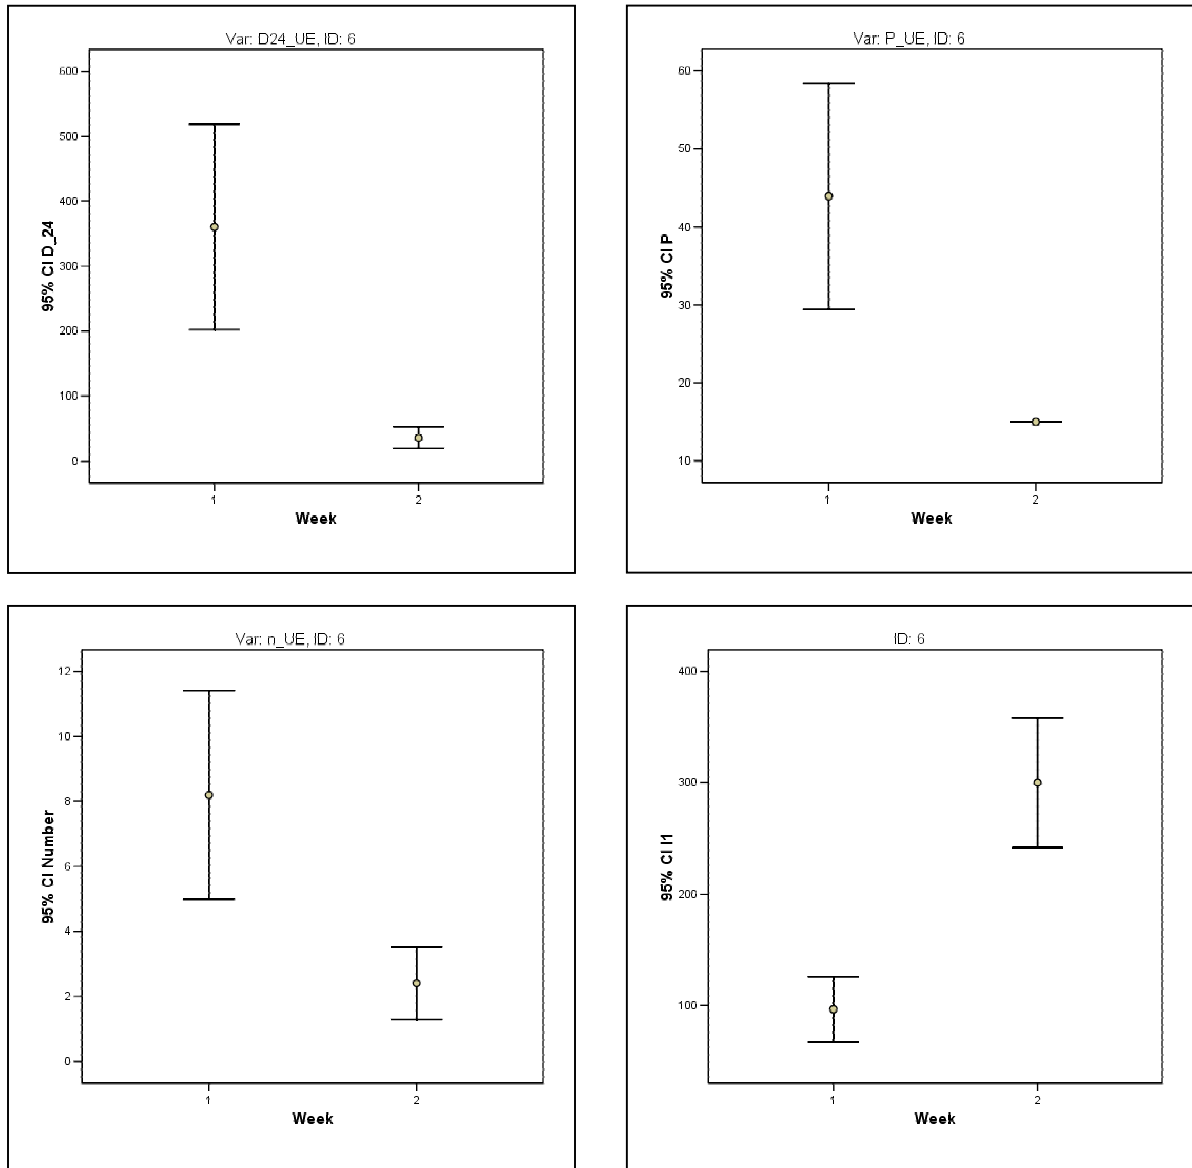 Var: D24_UE, ID: 6
600
500
400
300
200
100
0
95% CI D_24
1
2
Week
Var: P_UE, ID: 6
60
50
40
30
20
10
95% CI P
1
2
Week
Var: n_UE, ID: 6
12
10
8
6
4
2
0
95% CI Number
1
2
Week
ID: 6
400
300
200
100
95% CI I1
1
2
Week